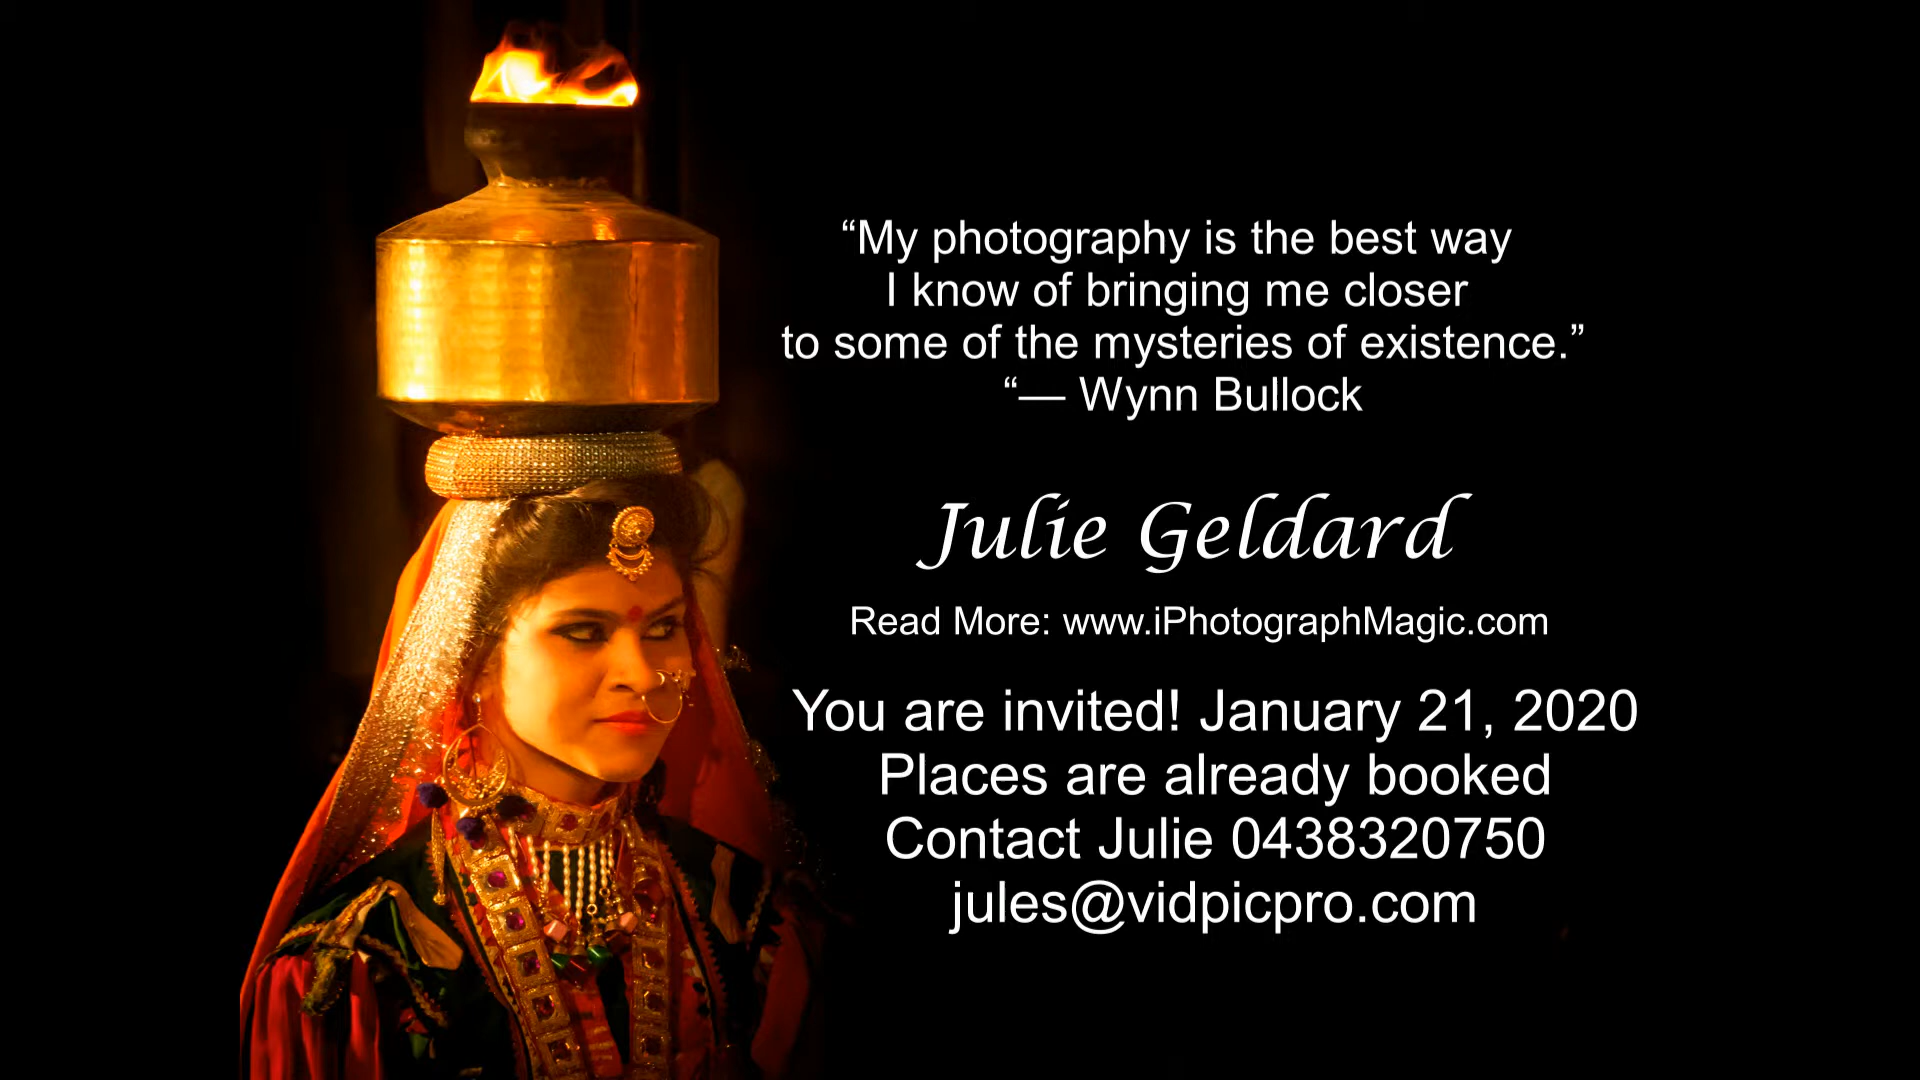 “My photography is the best way
I know of bringing me closer
to some of the mysteries of existence.”
“— Wynn Bullock
Julie Geldard
Read More: www.iPhotographMagic.com
You are invited! January 21, 2020
Places are already booked
Contact Julie 0438320750
jules@vidpicpro.com